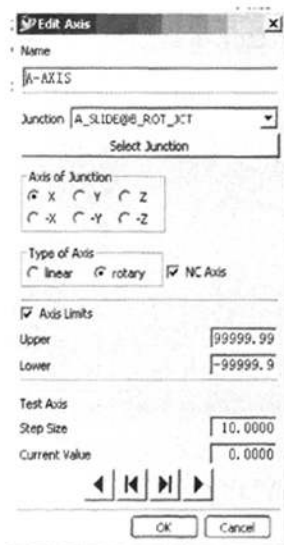 Edit Axis
Name
A-AXIS
Junction A_SLIDE@B_ROT_JCT
Select Junction
Axis of Junction
X Y Z
-X -Y -Z
Type of Axis
linear rotary NC Axis
Axis Limits
Upper 99999.99
Lower -99999.9
Test Axis
Step Size 10.0000
Current Value 0.0000
OK Cancel